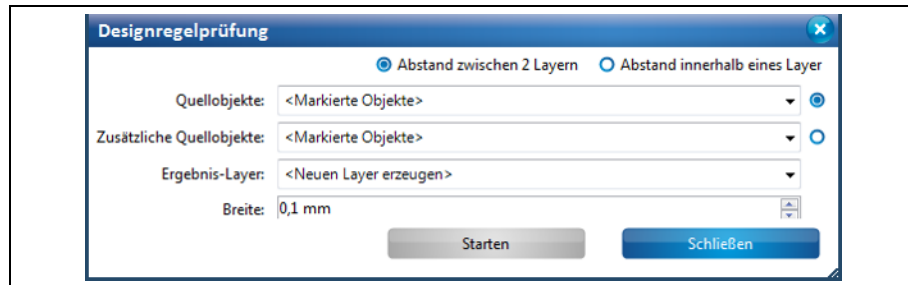 Designregelprüfung
Abstand zwischen 2 Layern Abstand innerhalb eines Layer
Quellobjekte: <Markierte Objekte>
Zusätzliche Quellobjekte: <Markierte Objekte>
Ergebnis-Layer: <Neuen Layer erzeugen>
Breite: 0,1 mm
Starten Schließen